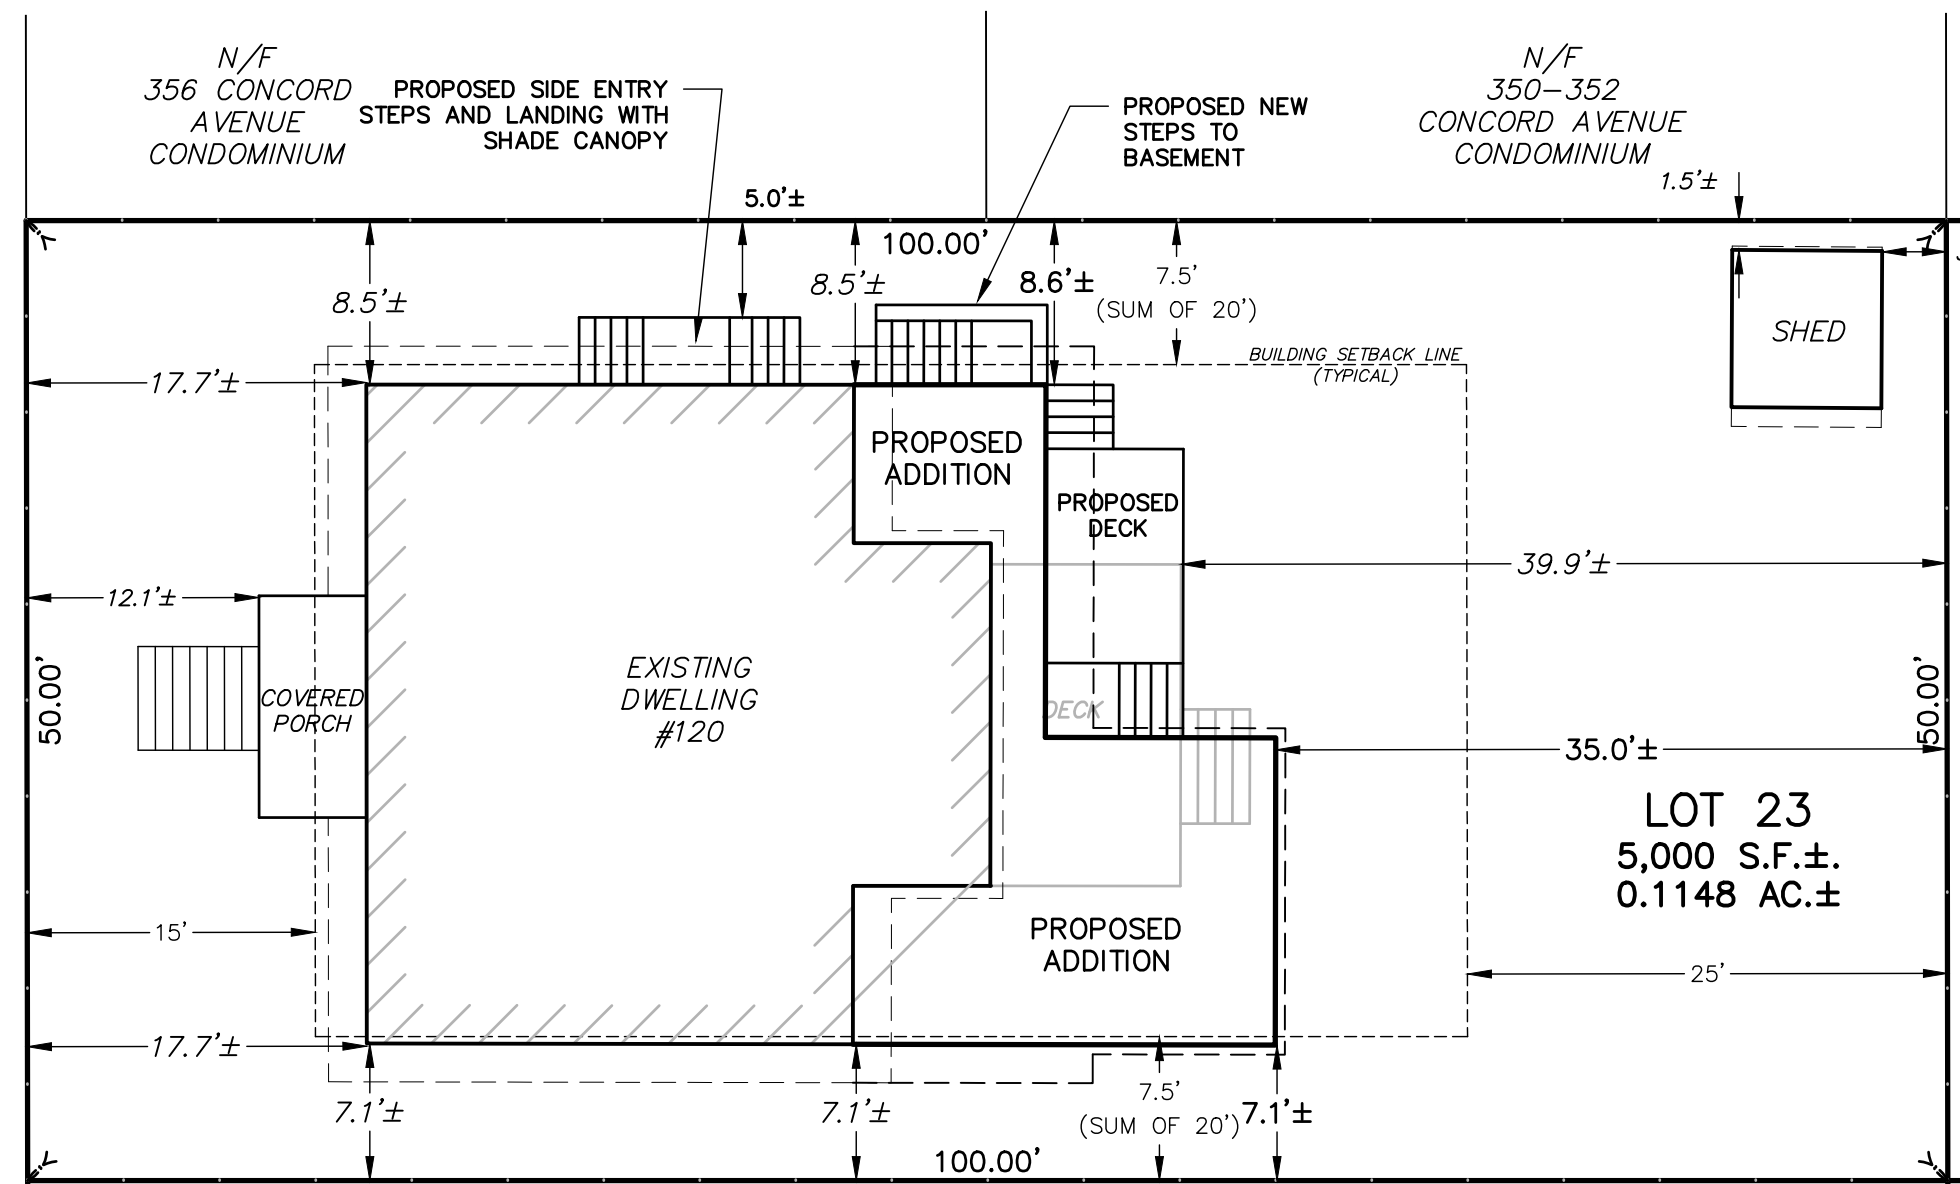 N/F
356 CONCORD
AVENUE
CONDOMINIUM
PROPOSED SIDE ENTRY
STEPS AND LANDING WITH
SHADE CANOPY
PROPOSED NEW
STEPS TO
BASEMENT
N/F
350-352
CONCORD AVENUE
CONDOMINIUM
1.5'±
5.0'±
100.00'
8.5'±
8.5'±
8.6'±
7.5'
(SUM OF 20')
SHED
BUILDING SETBACK LINE
(TYPICAL)
17.7'±
PROPOSED
ADDITION
PROPOSED
DECK
39.9'±
12.1'±
EXISTING
DWELLING
#120
COVERED
PORCH
50.00'
DECK
50.00'
35.0'±
LOT 23
5,000 S.F.±.
0.1148 AC.±
PROPOSED
ADDITION
15'
25'
17.7'±
7.1'±
7.1'±
7.5'
(SUM OF 20')
7.1'±
100.00'